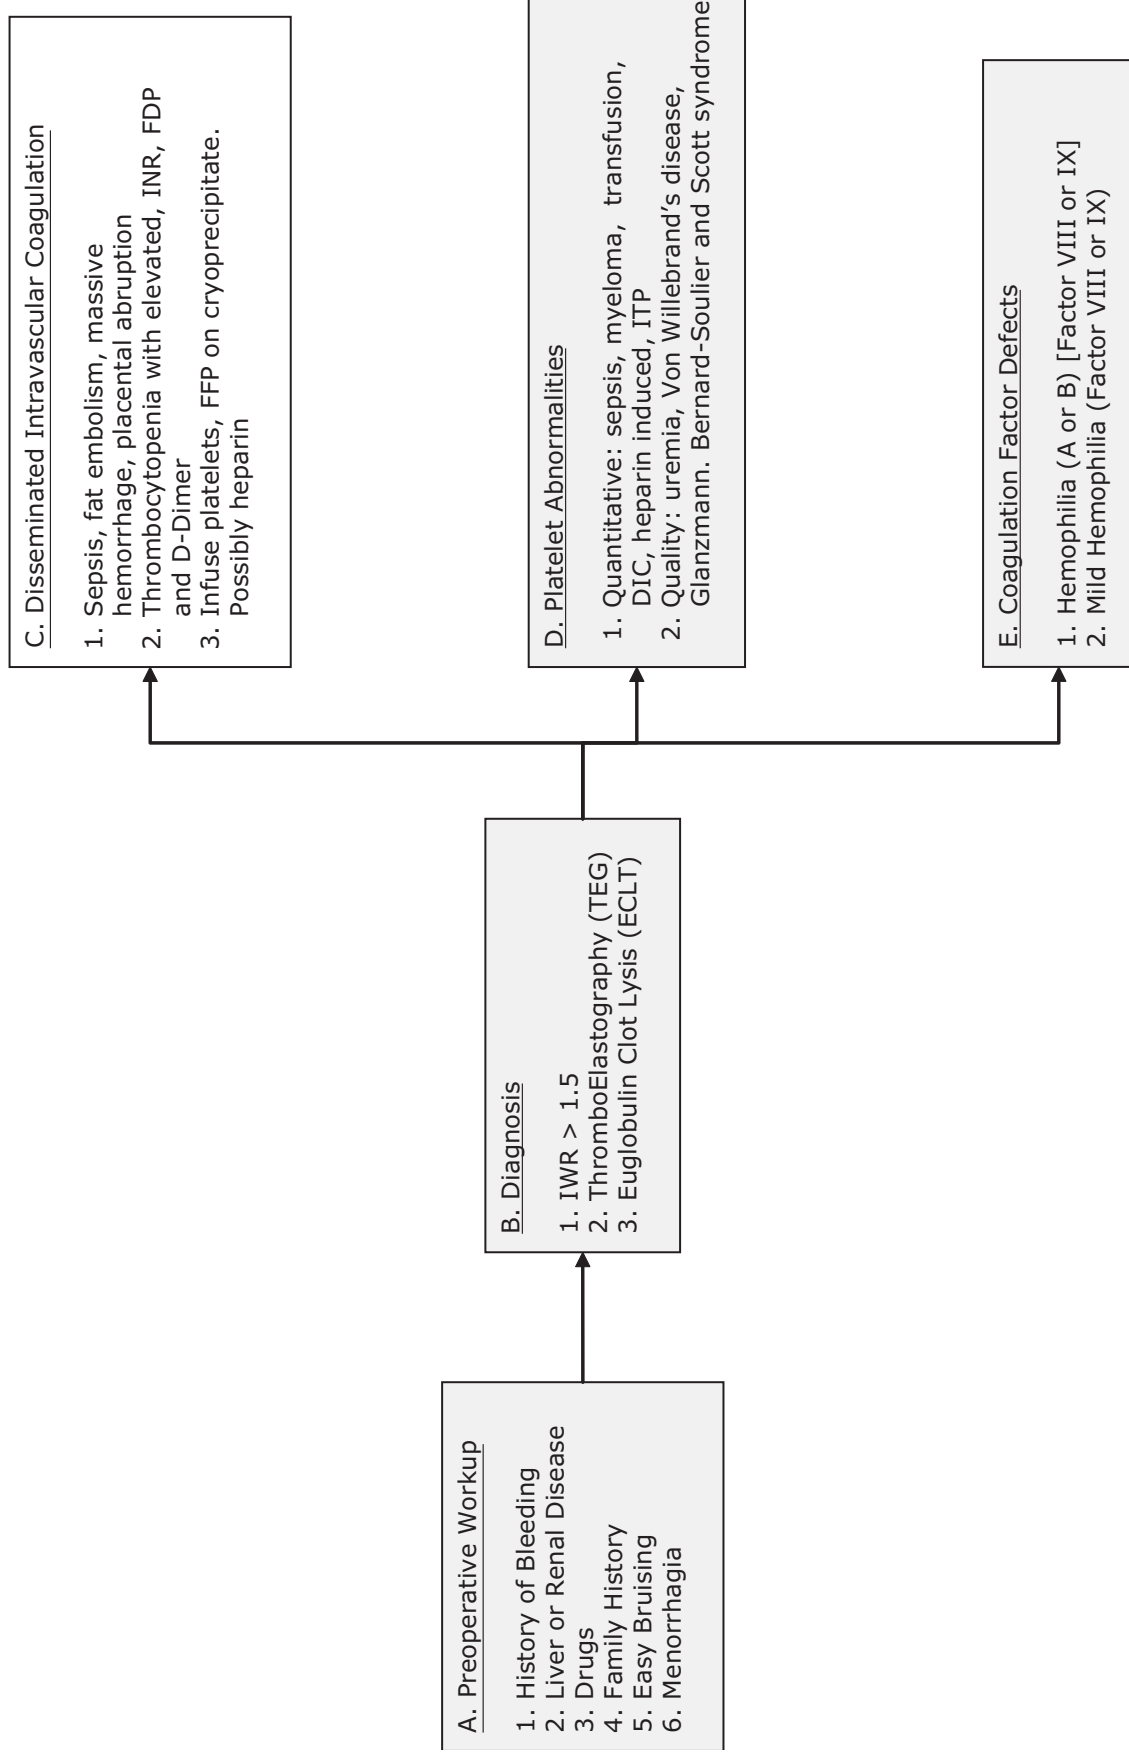 A. Preoperative Workup
1. History of Bleeding
2. Liver or Renal Disease
3. Drugs
4. Family History
5. Easy Bruising
6. Menorrhagia
B. Diagnosis
1. IWR > 1.5
2. ThromboElastography (TEG)
3. Euglobulin Clot Lysis (ECLT)
C. Disseminated Intravascular Coagulation
1. Sepsis, fat embolism, massive
hemorrhage, placental abruption
2. Thrombocytopenia with elevated, INR, FDP
and D-Dimer
3. Infuse platelets, FFP on cryoprecipitate.
Possibly heparin
D. Platelet Abnormalities
1. Quantitative: sepsis, myeloma, transfusion,
DIC, heparin induced, ITP
2. Quality: uremia, Von Willebrand's disease,
Glanzmann. Bernard-Soulier and Scott syndrome
E. Coagulation Factor Defects
1. Hemophilia (A or B) [Factor VIII or IX]
2. Mild Hemophilia (Factor VIII or IX)